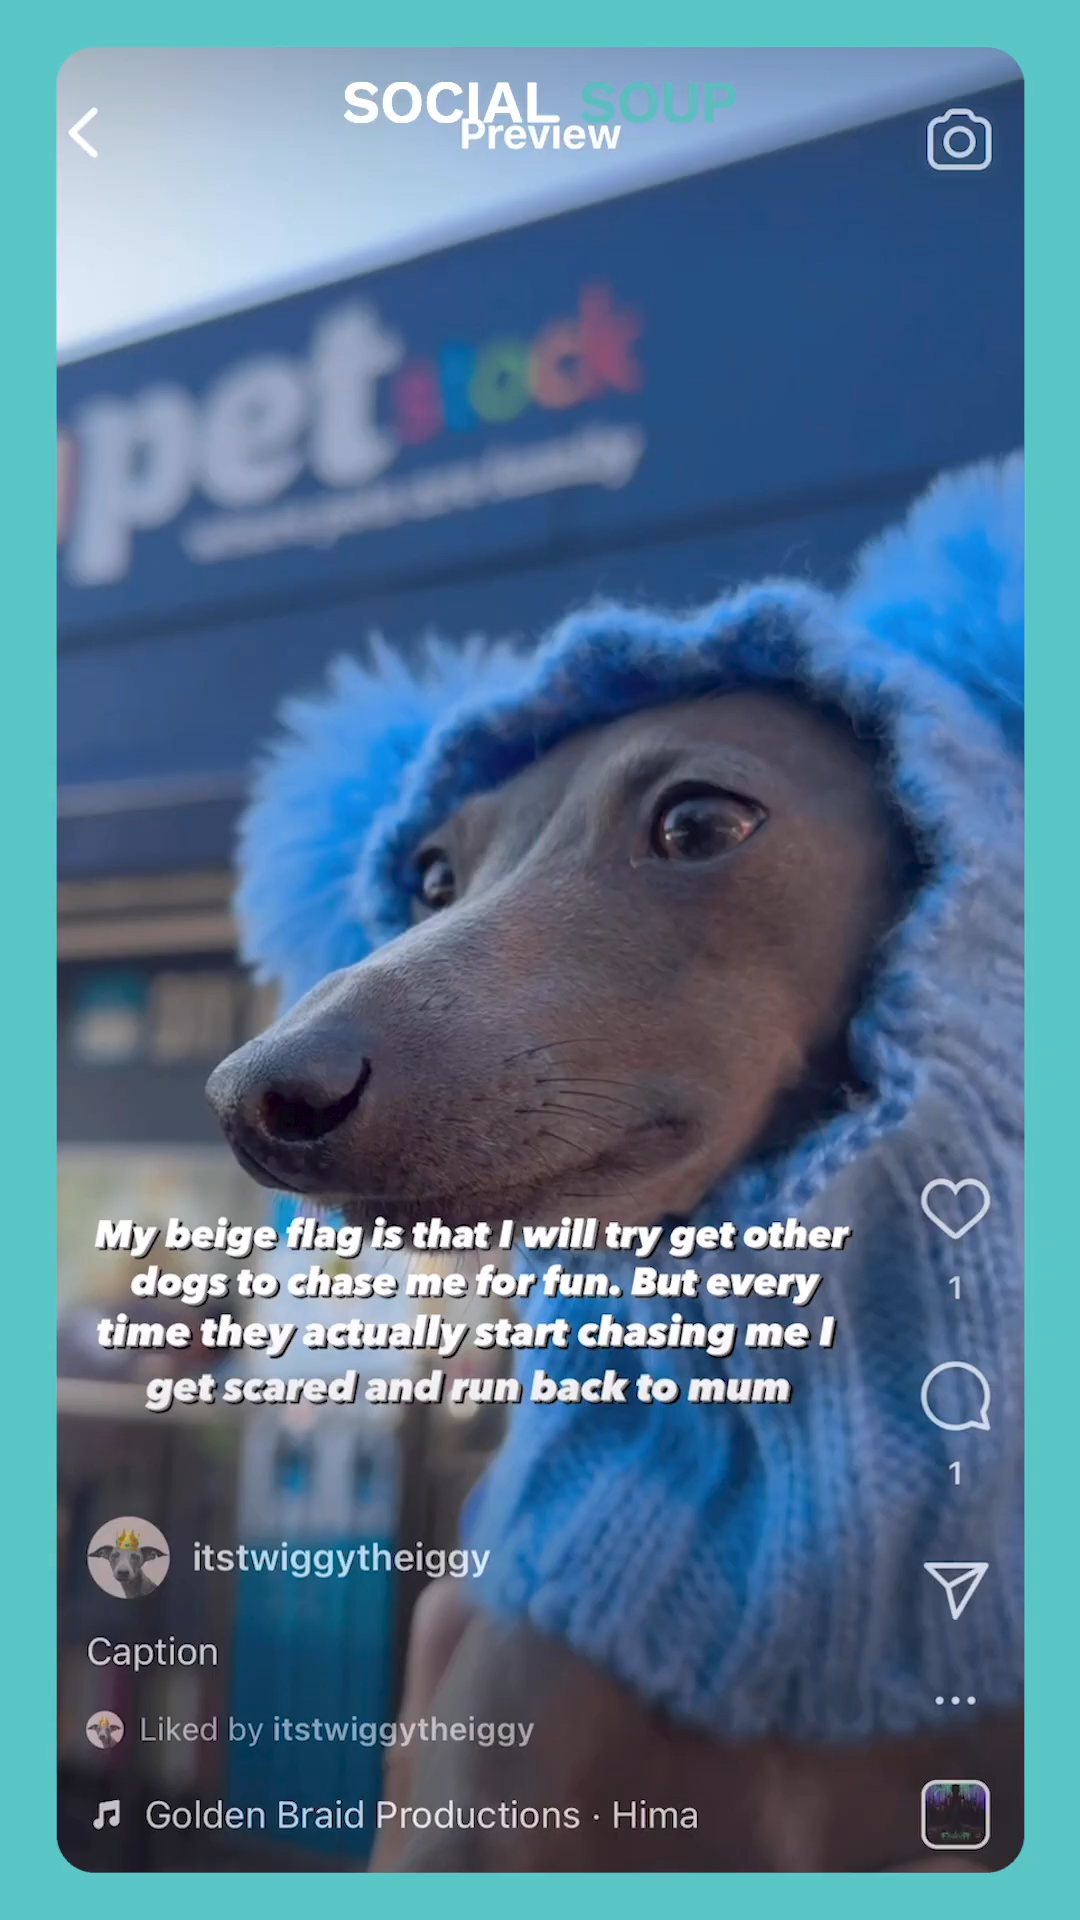 SOCIAL SOUP
Preview
petstock
My beige flag is that I will try get other
dogs to chase me for fun. But every
time they actually start chasing me I
get scared and run back to mum
1
1
itstwiggytheiggy
Caption
Liked by itstwiggytheiggy
Golden Braid Productions · Hima